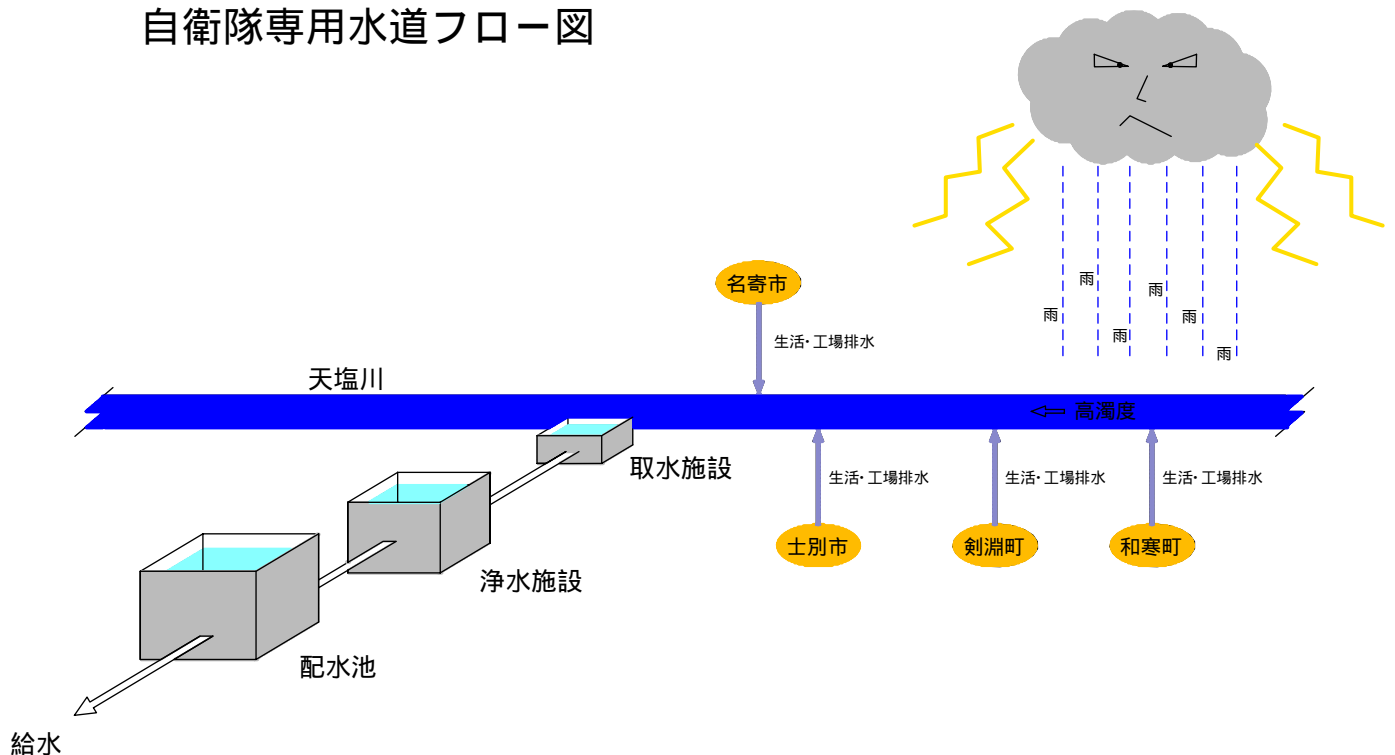 自衛隊専用水道フロー図
名寄市
雨
雨
雨
雨
雨
雨
生活・工場排水
天塩川
高濁度
取水施設
生活・工場排水
生活・工場排水
生活・工場排水
士別市
剣淵町
和寒町
浄水施設
配水池
給水